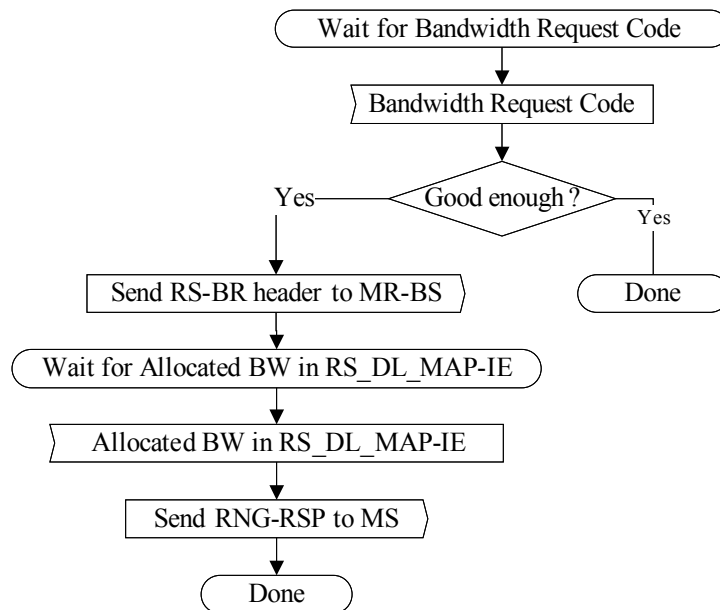 Wait for Bandwidth Request Code
Bandwidth Request Code
Good enough ?
Yes
Yes
Send RS-BR header to MR-BS
Done
Wait for Allocated BW in RS_DL_MAP-IE
Allocated BW in RS_DL_MAP-IE
Send RNG-RSP to MS
Done